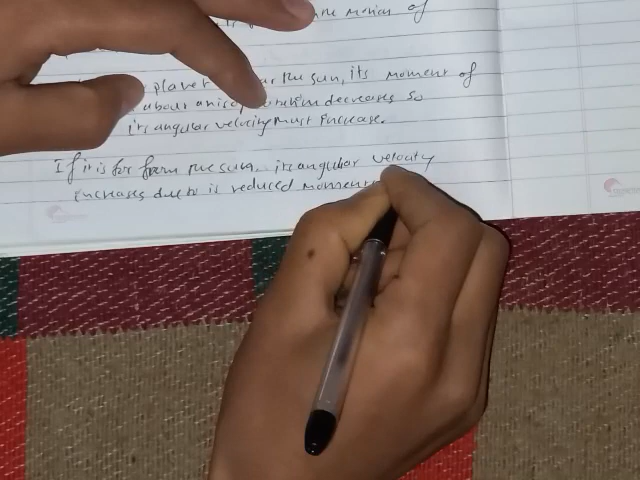 motion of
planet near the sun, its moment of
about axis of rotation decreases so
its angular velocity must increase.
If it is far from the sun, its angular velocity
increases due to is reduced moment